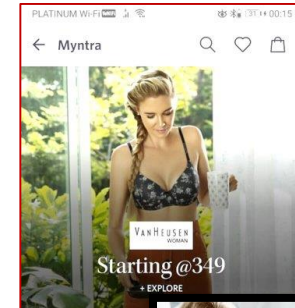 PLATINUM Wi-Fi 00:15
Myntra
VAN HEUSEN
WOMAN
Starting @349
+ EXPLORE